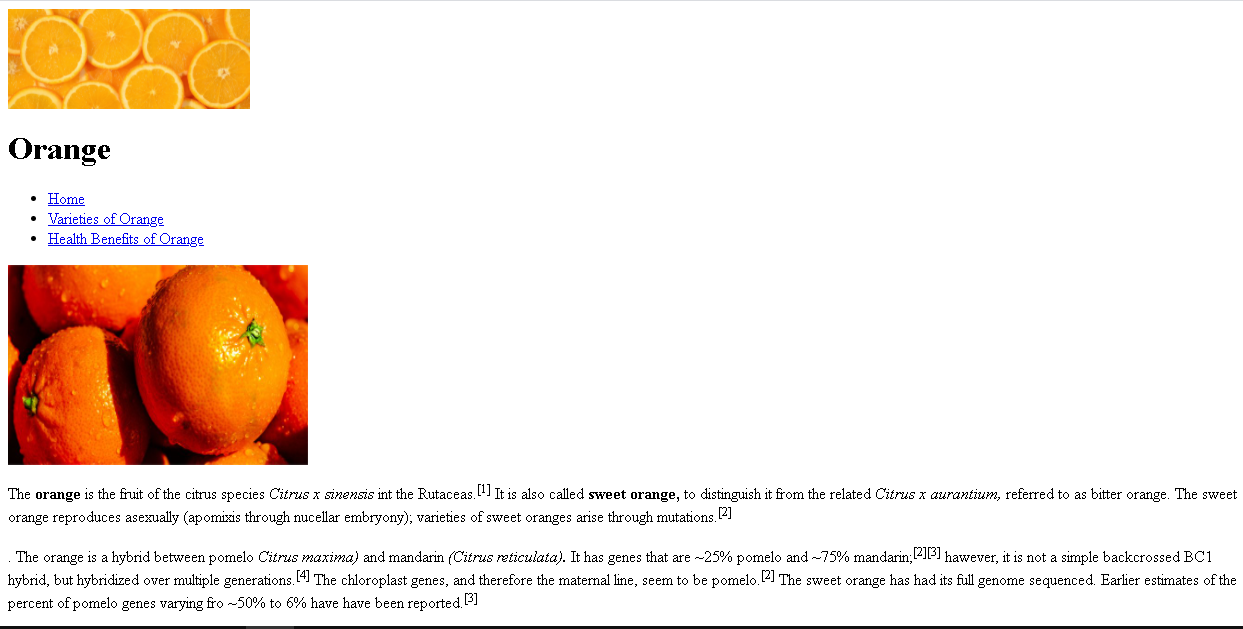 Orange
Home
Varieties of Orange
Health Benefits of Orange
The orange is the fruit of the citrus species Citrus x sinensis int the Rutaceas.[1] It is also called sweet orange, to distinguish it from the related Citrus x aurantium, referred to as bitter orange. The sweet
orange reproduces asexually (apomixis through nucellar embryony); varieties of sweet oranges arise through mutations.[2]
. The orange is a hybrid between pomelo Citrus maxima) and mandarin (Citrus reticulata). It has genes that are ~25% pomelo and ~75% mandarin;[2][3] however, it is not a simple backcrossed BC1
hybrid, but hybridized over multiple generations.[4] The chloroplast genes, and therefore the maternal line, seem to be pomelo.[2] The sweet orange has had its full genome sequenced. Earlier estimates of the
percent of pomelo genes varying fro ~50% to 6% have have been reported.[3]